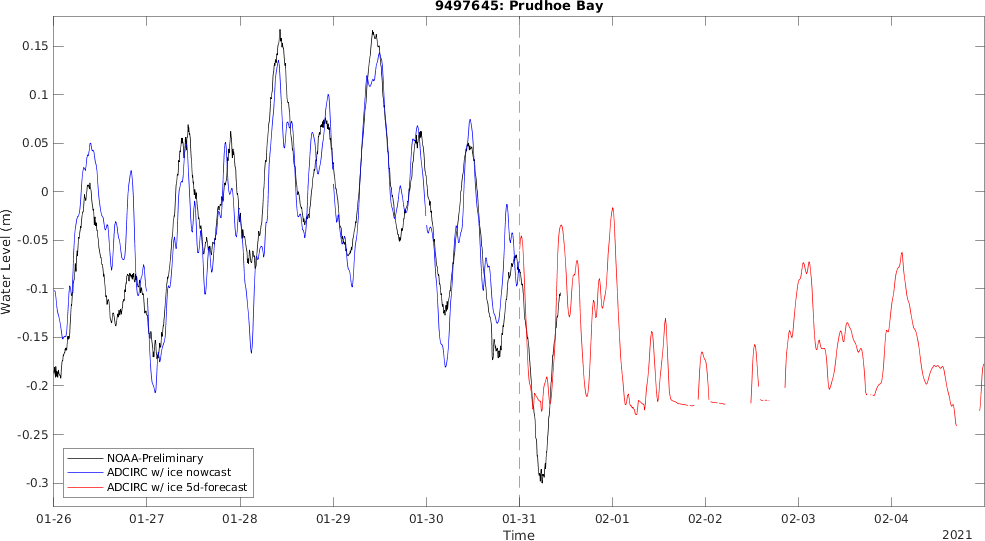 9497645: Prudhoe Bay
0.15
0.1
0.05
0
-0.05
-0.1
-0.15
-0.2
-0.25
-0.3
Water Level (m)
NOAA-Preliminary
ADCIRC w/ ice nowcast
ADCIRC w/ ice 5d-forecast
01-26 01-27 01-28 01-29 01-30 01-31 02-01 02-02 02-03 02-04
Time
2021